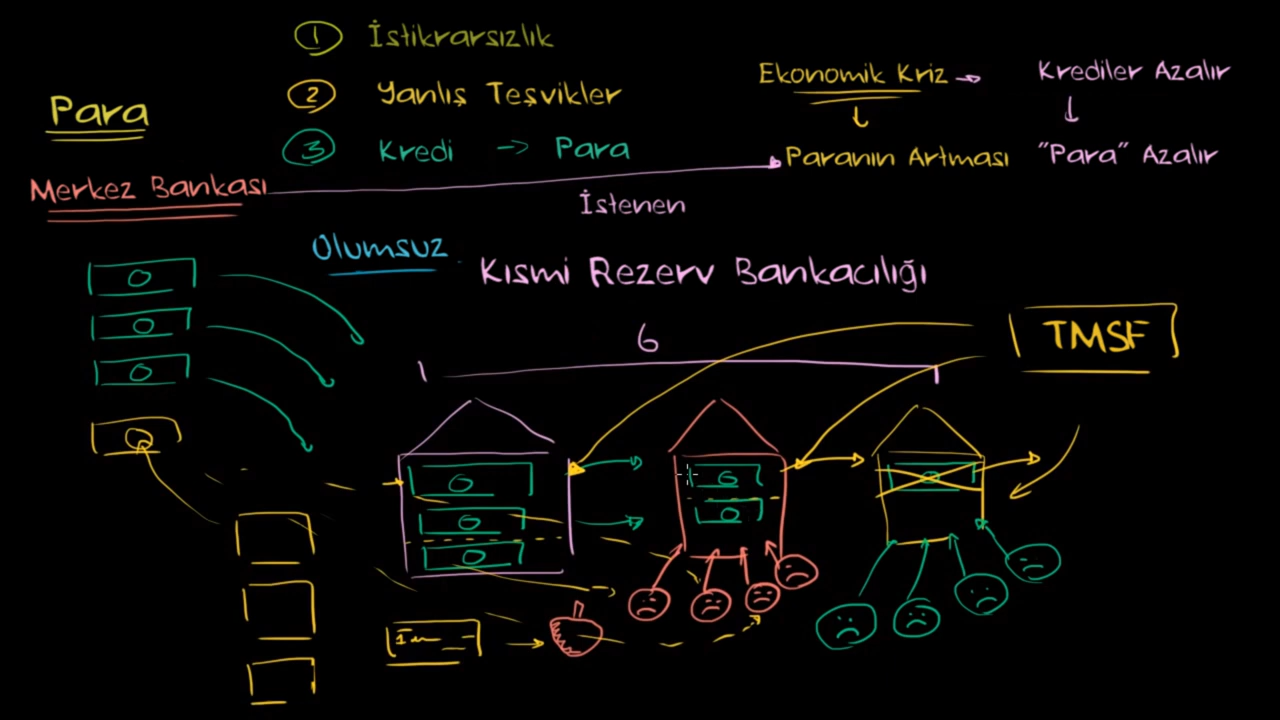 1 İstikrarsızlık
Ekonomik Kriz → Krediler Azalır
2 Yanlış Teşvikler
Para
3 Kredi → Para
Paranın Artması "Para" Azalır
Merkez Bankası
İstenen
Olumsuz
Kısmi Rezerv Bankacılığı
6
TMSF